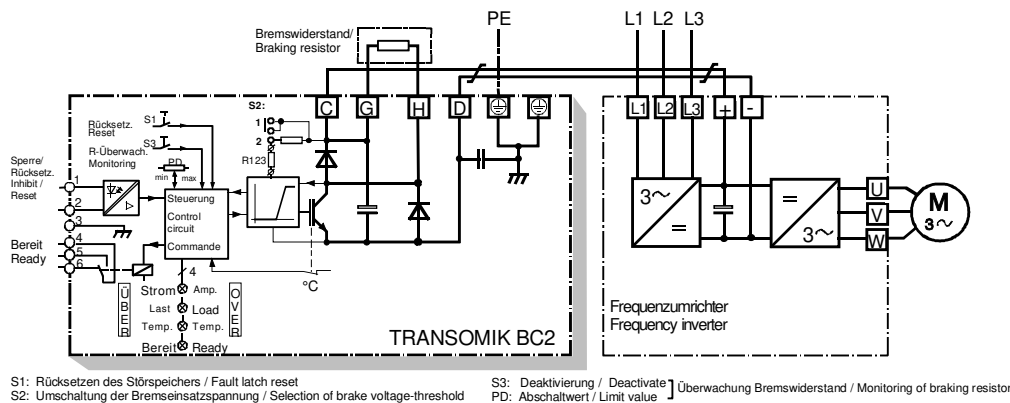 Bremswiderstand/
Braking resistor
PE
L1 L2 L3
C G H D
L1 L2 L3 + -
S2:
1
2
R123
S1
Rücksetz.
Reset
S3
R-Überwach.
Monitoring
PD
min max
Sperre/
Rücksetz.
Inhibit /
Reset
1
2
3
4
5
6
Bereit
Ready
Steuerung
Control
circuit
Commande
4
°C
ÜBER
OVER
Strom Amp.
Last Load
Temp. Temp.
Bereit Ready
TRANSOMIK BC2
3~
=
=
3~
U
V
W
M
3~
Frequenzumrichter
Frequency inverter
S1: Rücksetzen des Störspeichers / Fault latch reset
S2: Umschaltung der Bremseinsatzspannung / Selection of brake voltage-threshold
S3: Deaktivierung / Deactivate
PD: Abschaltwert / Limit value
Überwachung Bremswiderstand / Monitoring of braking resistor